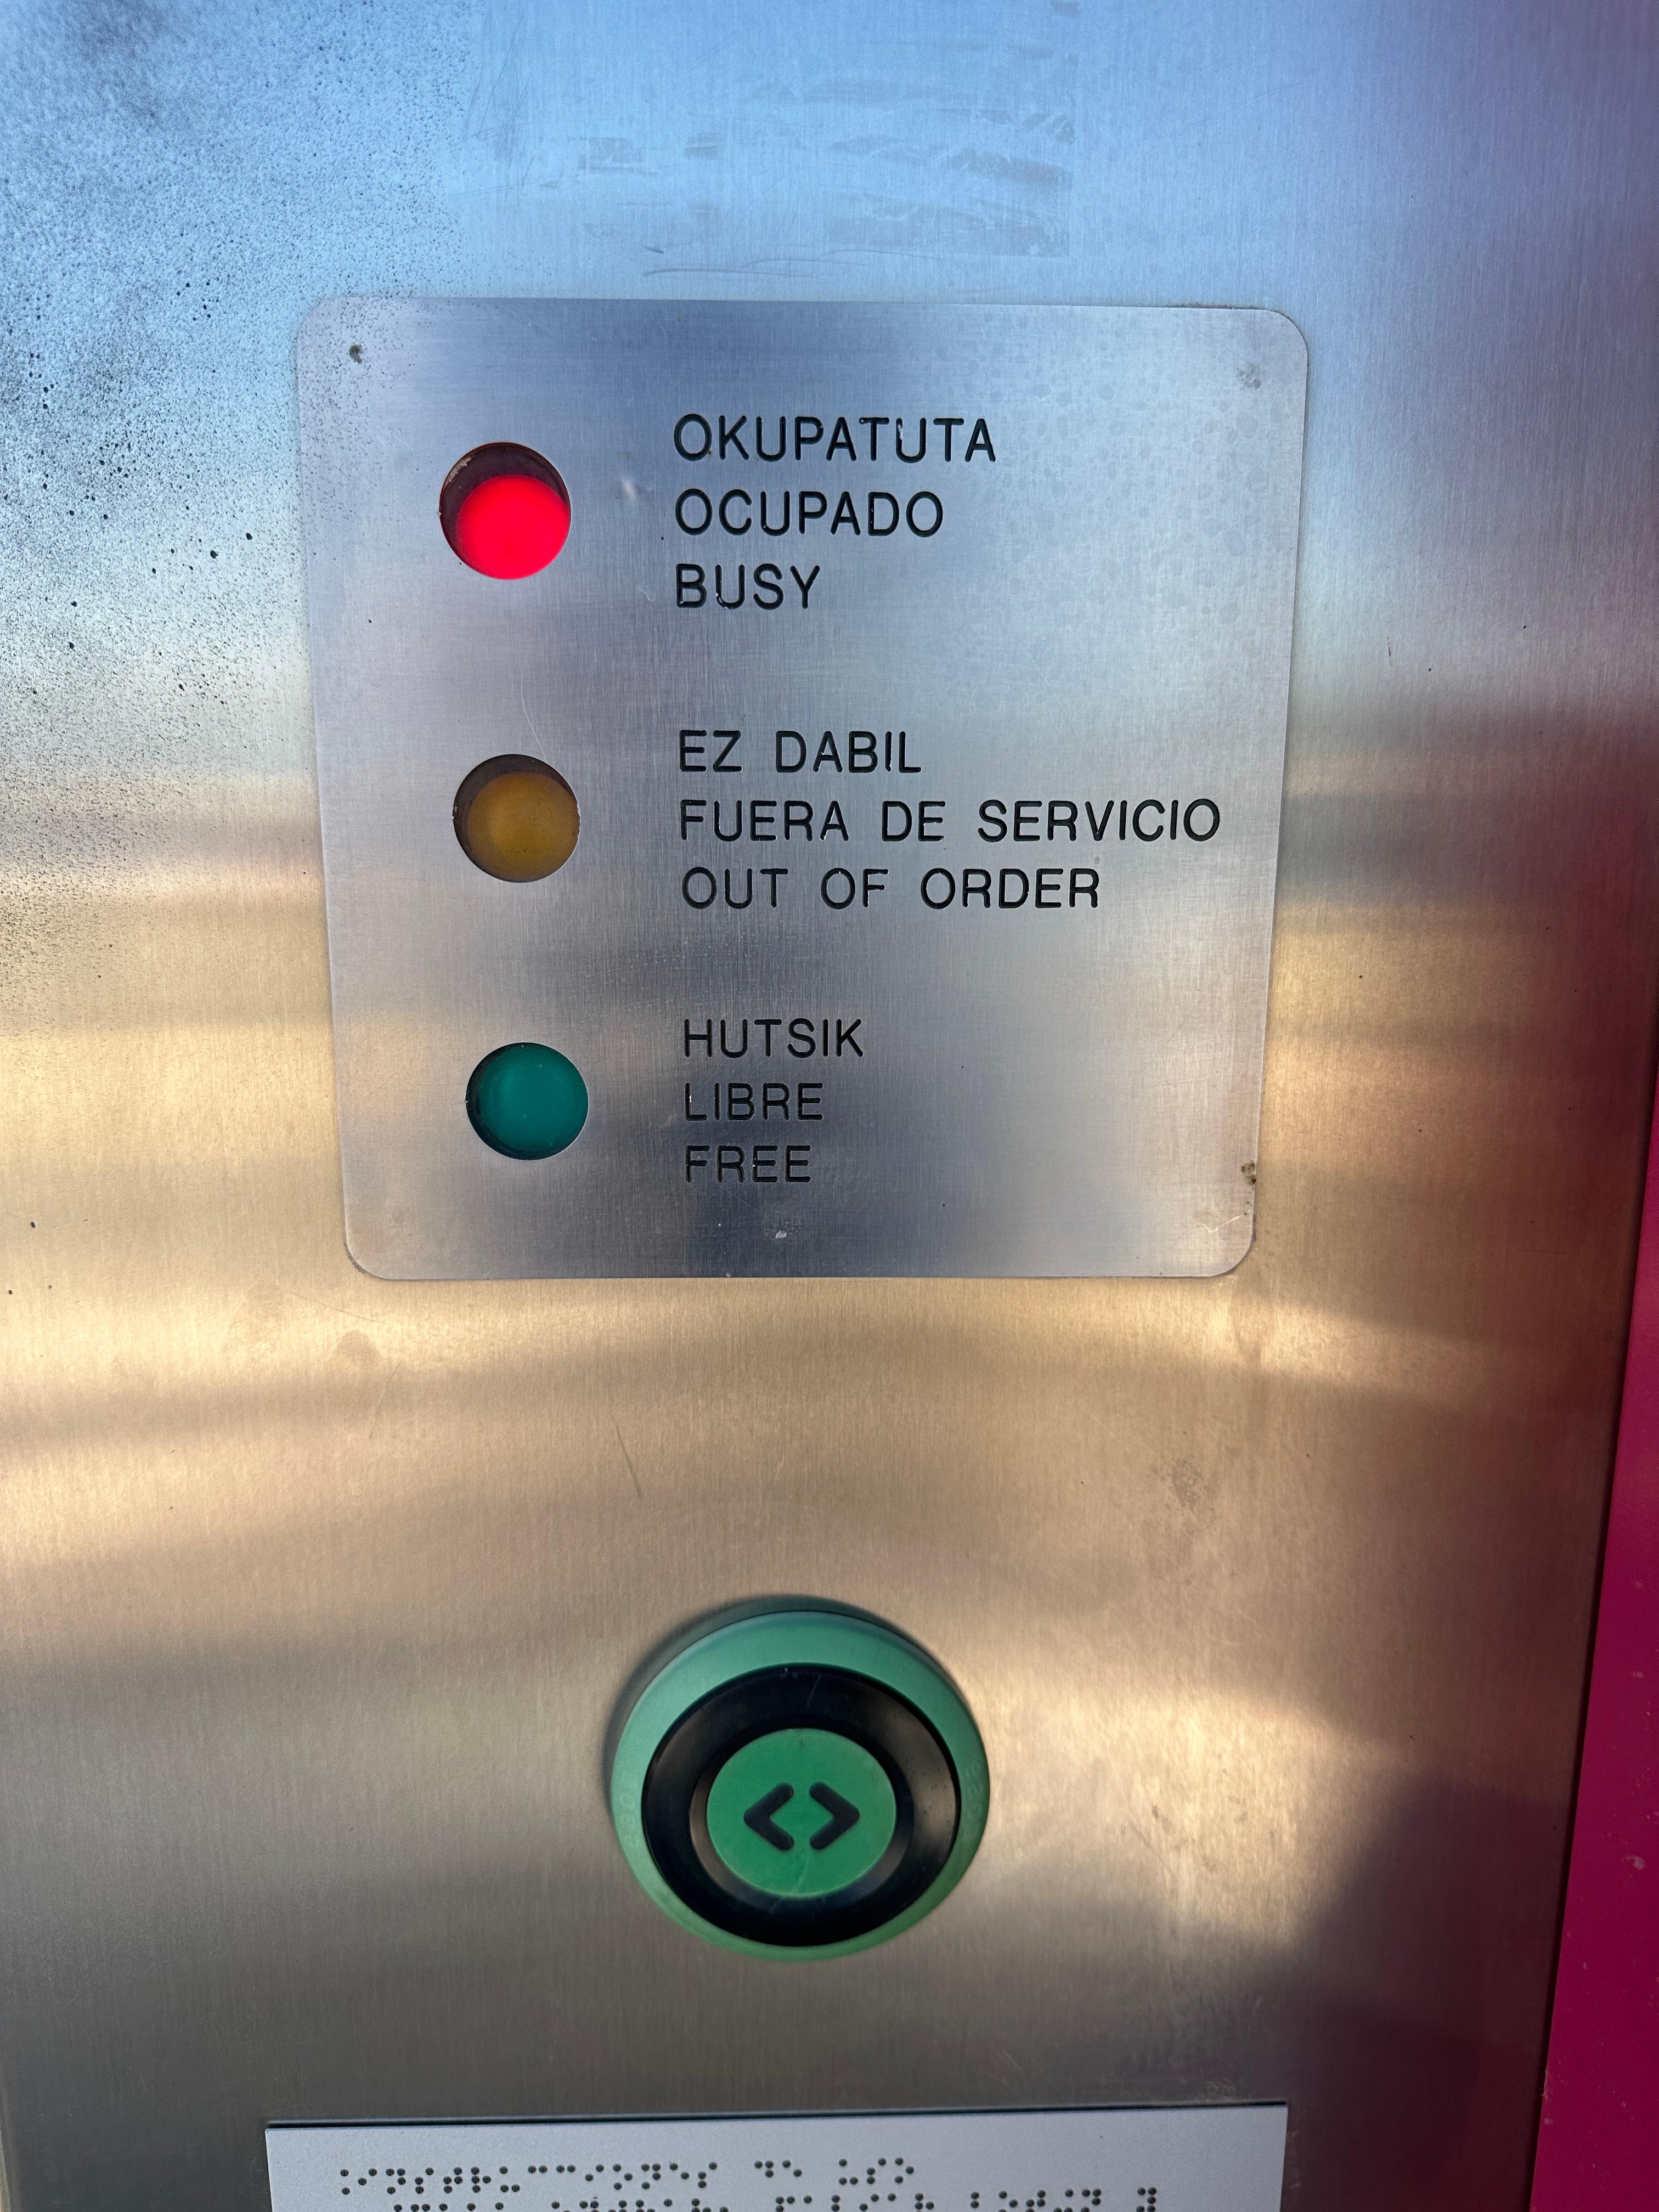 OKUPATUTA
OCUPADO
BUSY
EZ DABIL
FUERA DE SERVICIO
OUT OF ORDER
HUTSIK
LIBRE
FREE
<>